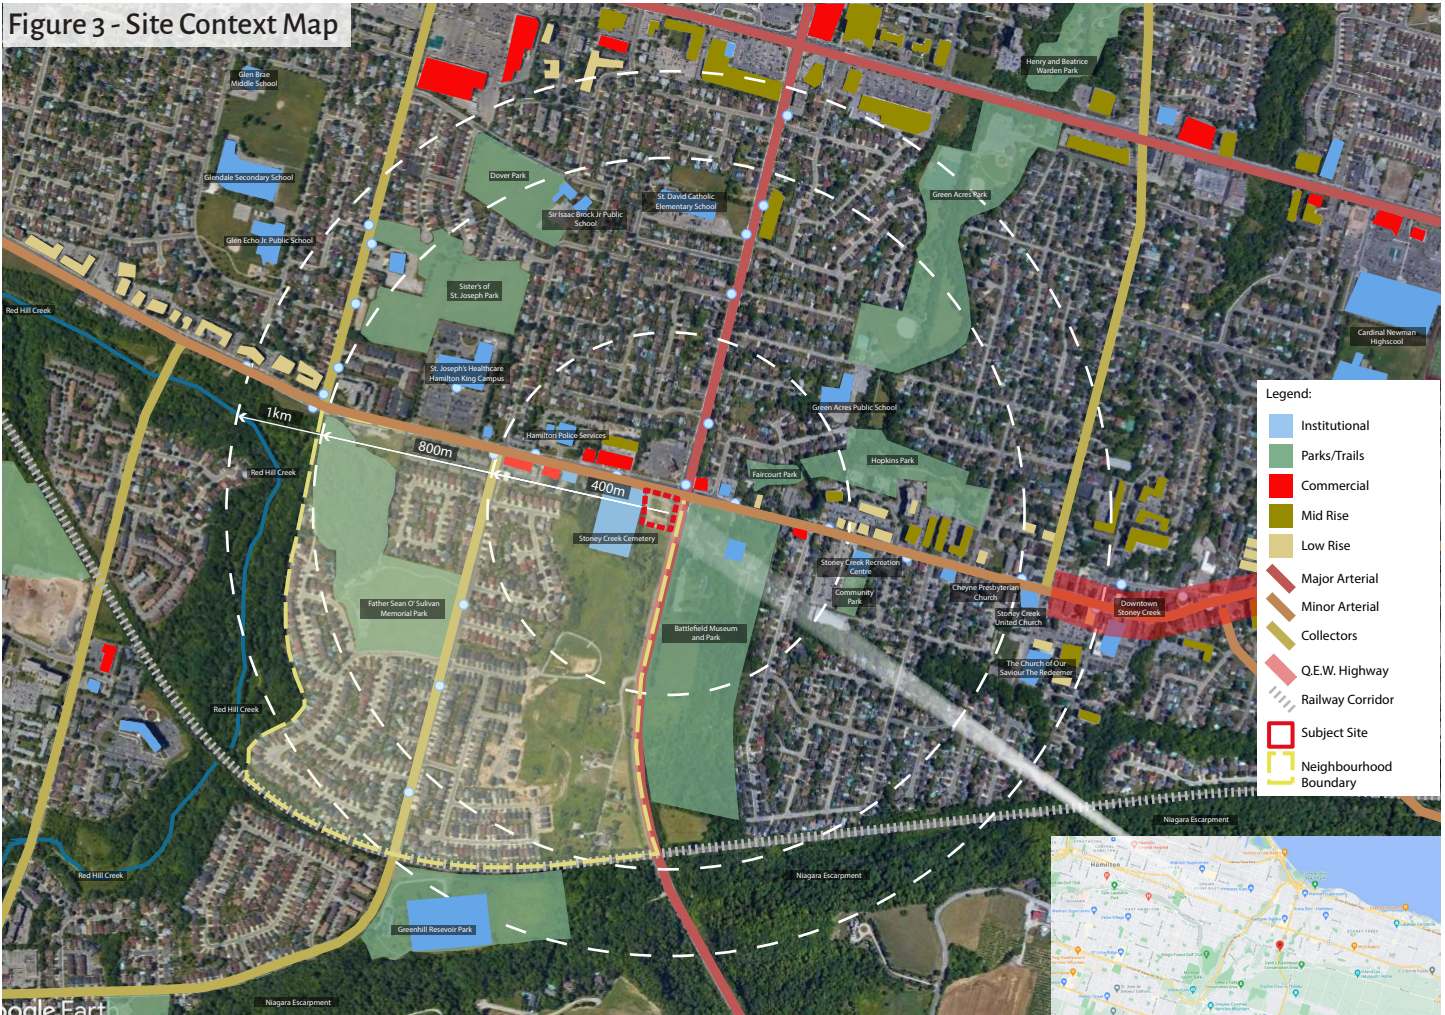 Figure 3 - Site Context Map
Glen Brae
Middle School
Henry and Beatrice
Warden Park
Glendale Secondary School
Dover Park
Sir Isaac Brock Jr Public
School
St. David Catholic
Elementary School
Green Acres Park
Glen Echo Jr. Public School
Sister's of
St. Joseph Park
Red Hill Creek
Cardinal Newman
Highscool
St. Joseph's Healthcare
Hamilton King Campus
Green Acres Public School
1km
800m
400m
Hamilton Police Services
Faircourt Park
Hopkins Park
Red Hill Creek
Stoney Creek Cemetery
Stoney Creek Recreation
Centre
Community
Park
Cheyne Presbyterian
Church
Stoney Creek
United Church
Downtown
Stoney Creek
Father Sean O' Sulivan
Memorial Park
Battlefield Museum
and Park
The Church of Our
Saviour The Redeemer
Red Hill Creek
Red Hill Creek
Niagara Escarpment
Niagara Escarpment
Greenhill Resevoir Park
Niagara Escarpment
oogle Earth
Legend:
Institutional
Parks/Trails
Commercial
Mid Rise
Low Rise
Major Arterial
Minor Arterial
Collectors
Q.E.W. Highway
Railway Corridor
Subject Site
Neighbourhood
Boundary
Hamilton